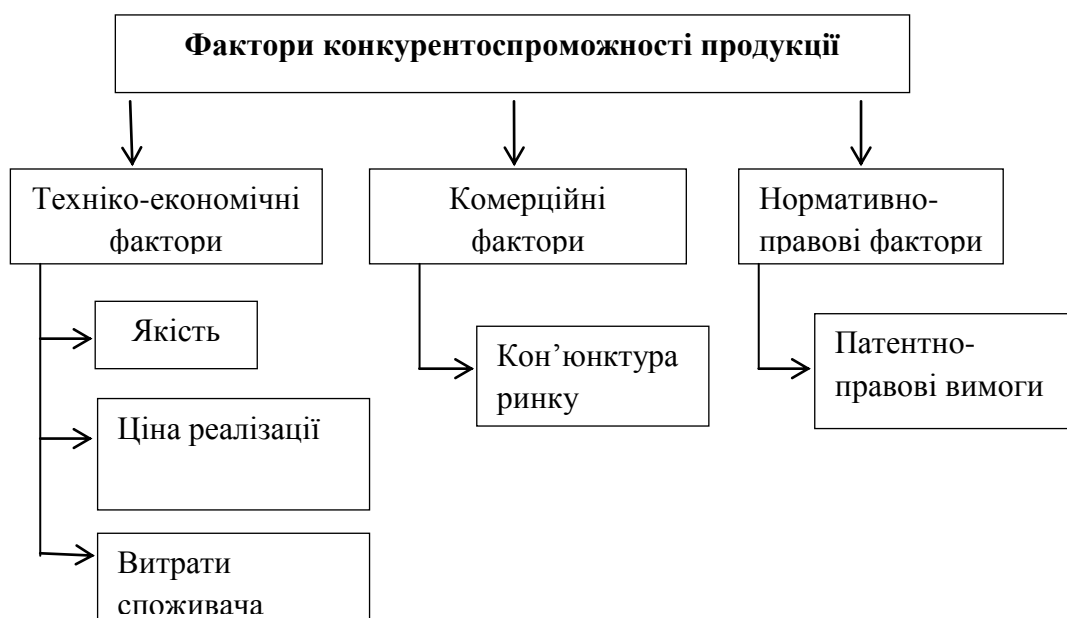 Фактори конкурентоспроможності продукції
Техніко-економічні
фактори
Комерційні
фактори
Нормативно-
правові фактори
Якість
Ціна реалізації
Витрати
споживача
Кон’юнктура
ринку
Патентно-
правові вимоги